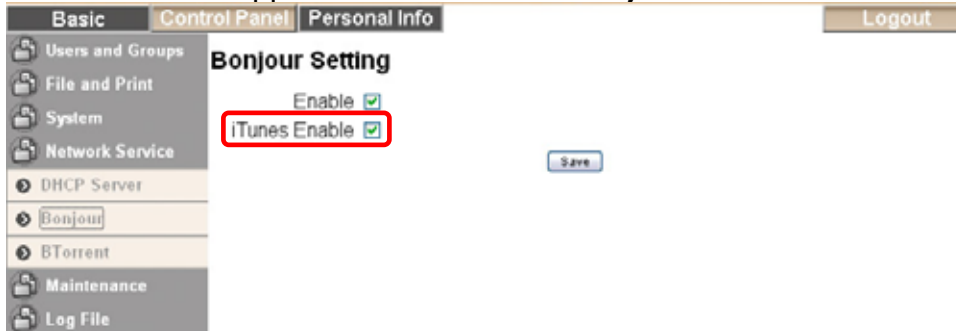 Basic Control Panel Personal Info Logout
Users and Groups
File and Print
System
Network Service
DHCP Server
Bonjour
BTorrent
Maintenance
Log File
Bonjour Setting
Enable
iTunes Enable
Save